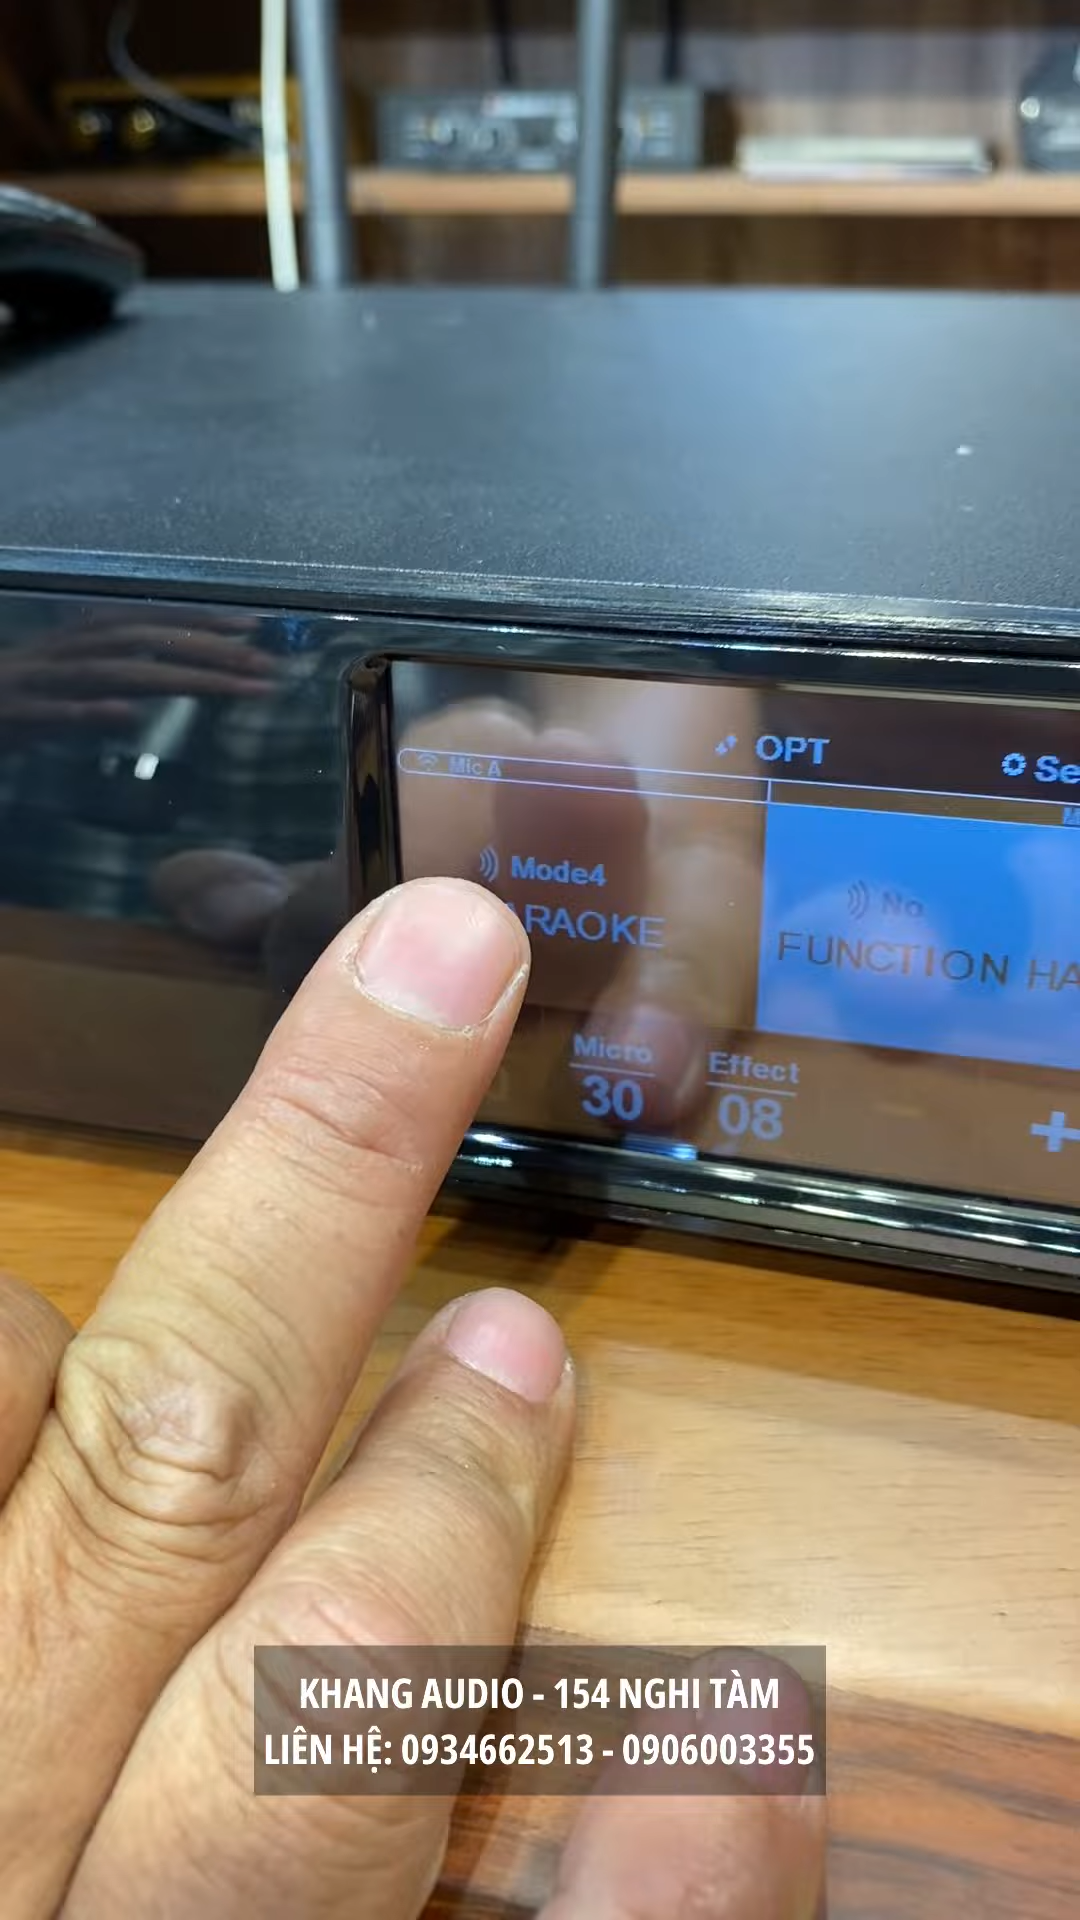 OPT
Se
Mic A
Mode4
ARAOKE
No
FUNCTION HA
Micro
30
Effect
08
+
KHANG AUDIO - 154 NGHI TÀM
LIÊN HỆ: 0934662513 - 0906003355